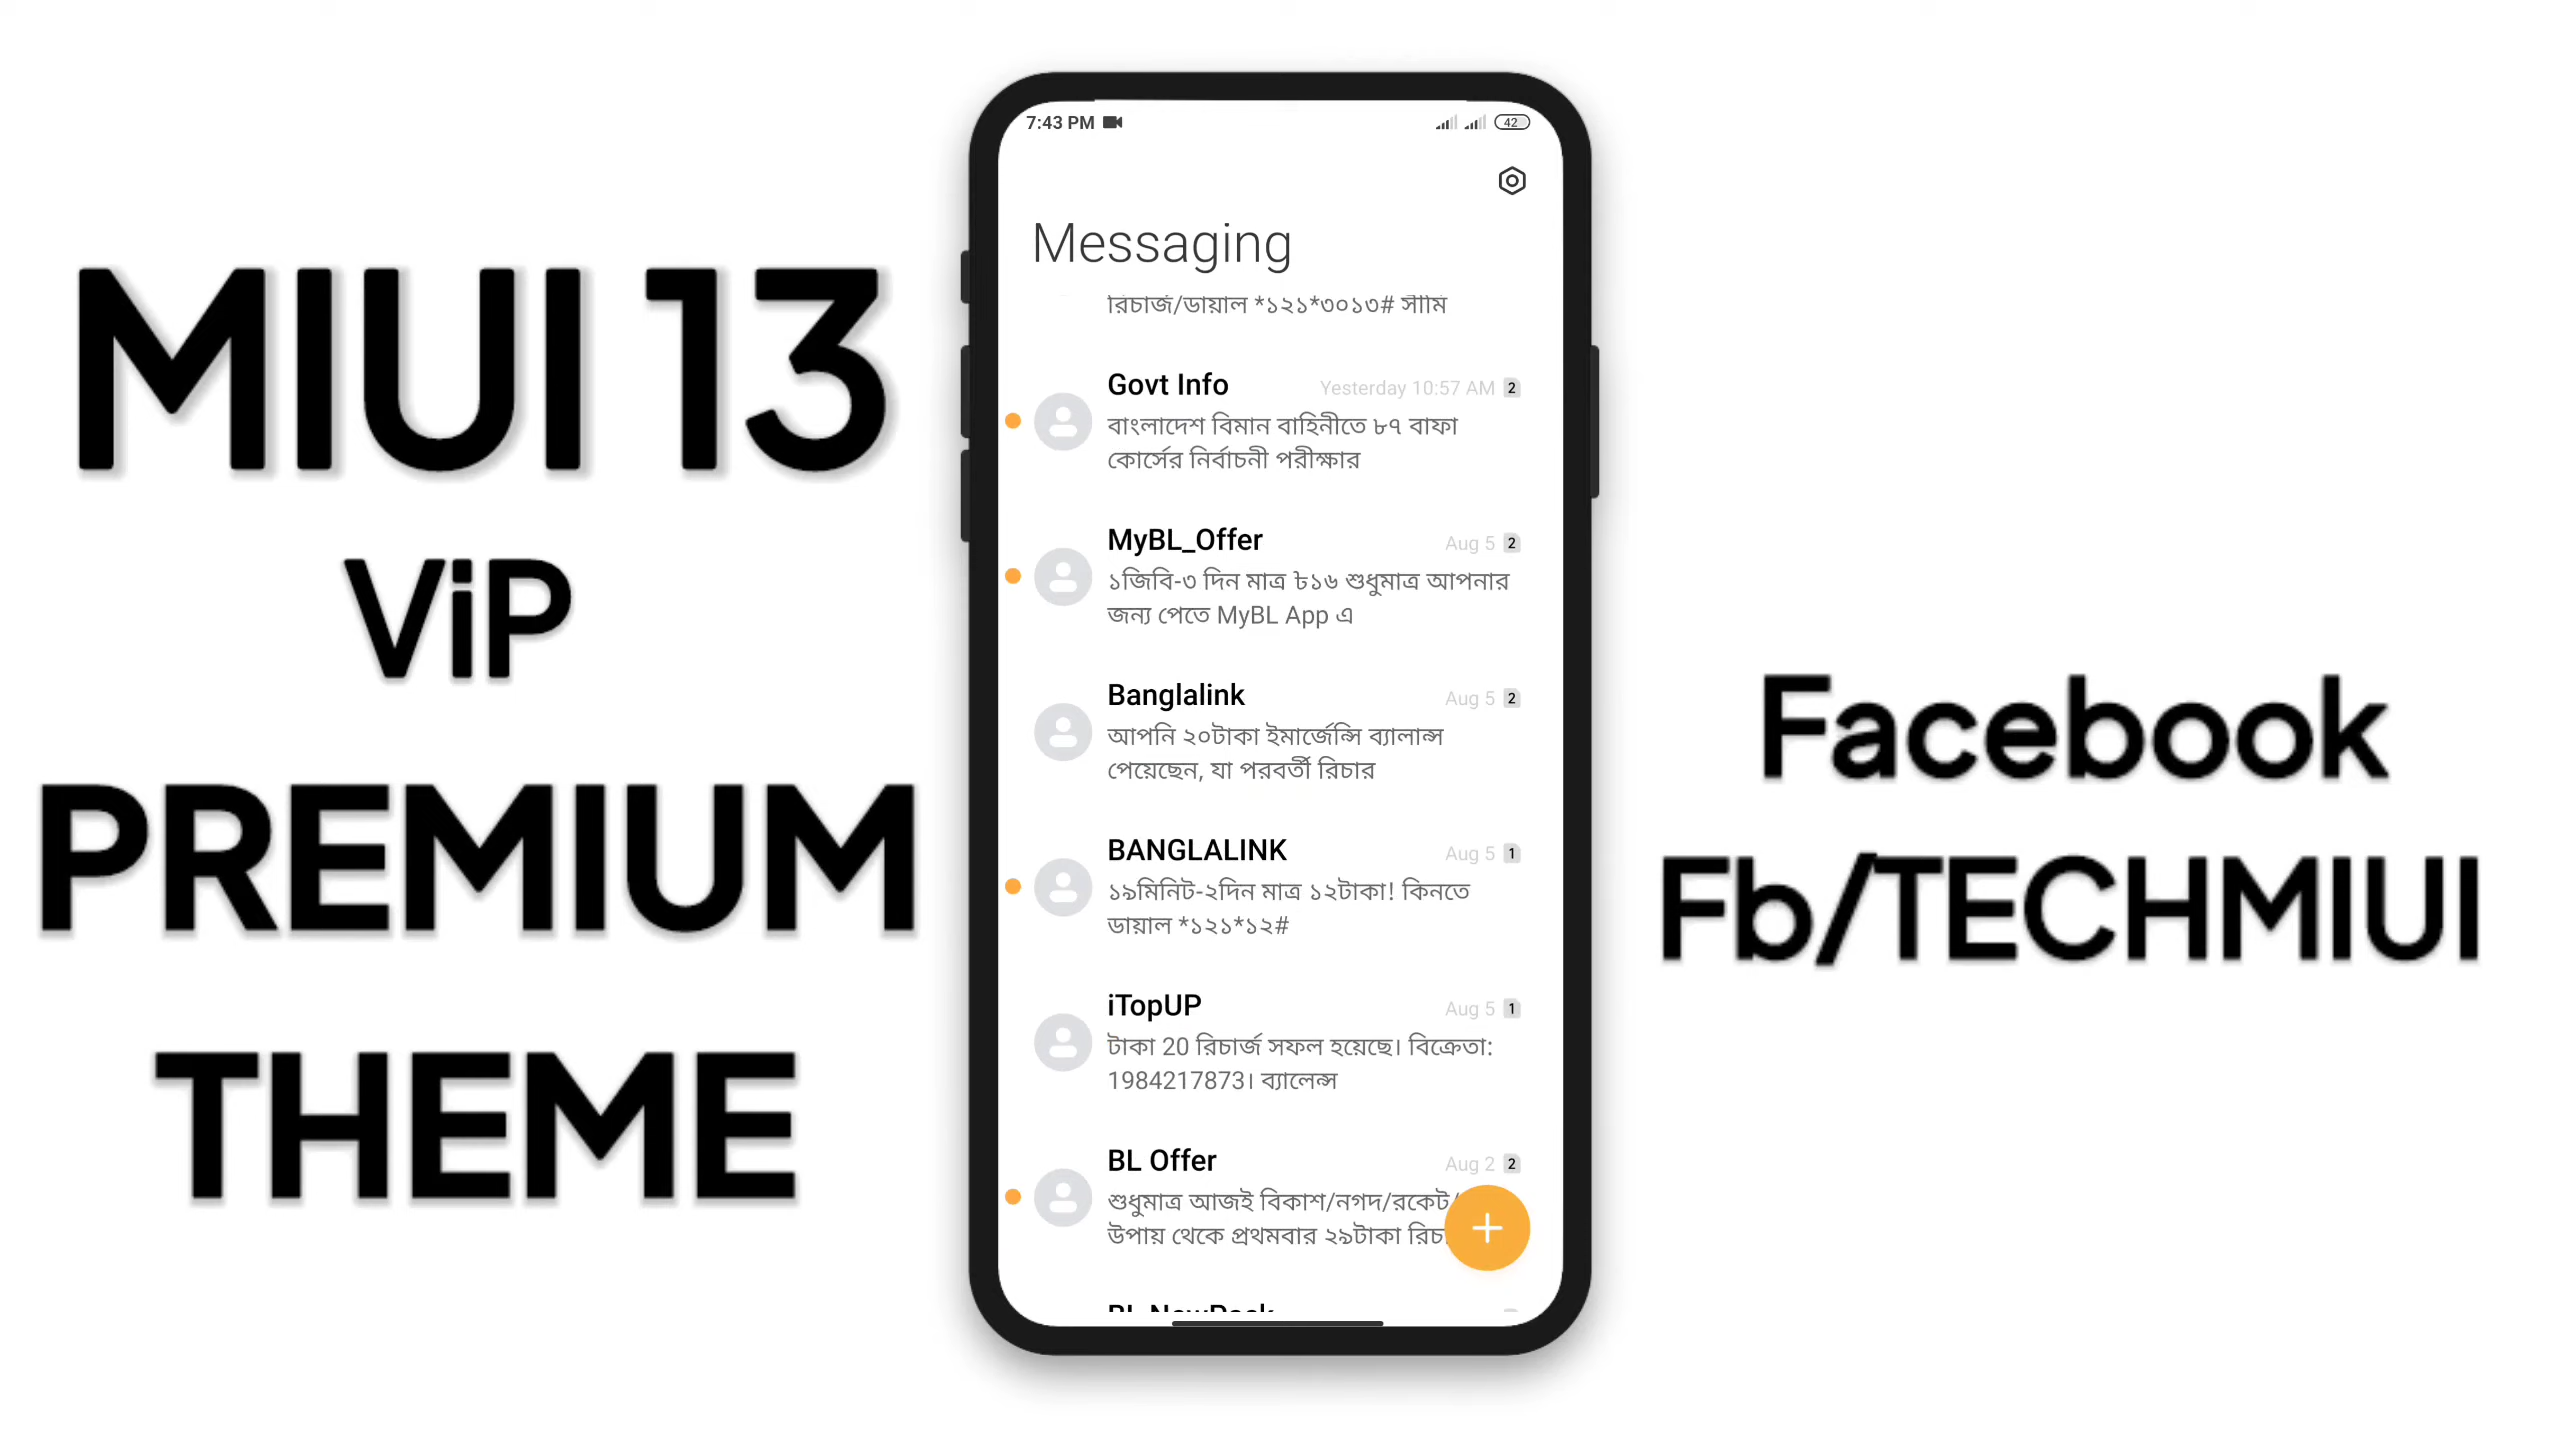 MIUI 13
ViP
PREMIUM
THEME
7:43 PM
42
Messaging
রিচার্জ/ডায়াল *১২১*৩০১৩# সীমি
Govt Info
Yesterday 10:57 AM 2
বাংলাদেশ বিমান বাহিনীতে ৮৭ বাফা
কোর্সের নির্বাচনী পরীক্ষার
MyBL_Offer
Aug 5 2
১জিবি-৩ দিন মাত্র ৳১৬ শুধুমাত্র আপনার
জন্য পেতে MyBL App এ
Banglalink
Aug 5 2
আপনি ২০টাকা ইমার্জেন্সি ব্যালান্স
পেয়েছেন, যা পরবর্তী রিচার
BANGLALINK
Aug 5 1
১৯মিনিট-২দিন মাত্র ১২টাকা! কিনতে
ডায়াল *১২১*১২#
iTopUP
Aug 5 1
টাকা 20 রিচার্জ সফল হয়েছে। বিক্রেতা:
1984217873। ব্যালেন্স
BL Offer
Aug 2 2
শুধুমাত্র আজই বিকাশ/নগদ/রকেট/
উপায় থেকে প্রথমবার ২৯টাকা
Facebook
Fb/TECHMIUI